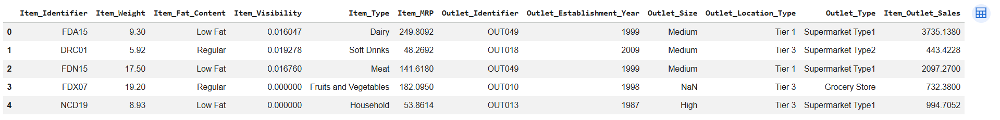 Item_Identifier Item_Weight Item_Fat_Content Item_Visibility Item_Type Item_MRP Outlet_Identifier Outlet_Establishment_Year Outlet_Size Outlet_Location_Type Outlet_Type Item_Outlet_Sales
0 FDA15 9.30 Low Fat 0.016047 Dairy 249.8092 OUT049 1999 Medium Tier 1 Supermarket Type1 3735.1380
1 DRC01 5.92 Regular 0.019278 Soft Drinks 48.2692 OUT018 2009 Medium Tier 3 Supermarket Type2 443.4228
2 FDN15 17.50 Low Fat 0.016760 Meat 141.6180 OUT049 1999 Medium Tier 1 Supermarket Type1 2097.2700
3 FDX07 19.20 Regular 0.000000 Fruits and Vegetables 182.0950 OUT010 1998 NaN Tier 3 Grocery Store 732.3800
4 NCD19 8.93 Low Fat 0.000000 Household 53.8614 OUT013 1987 High Tier 3 Supermarket Type1 994.7052